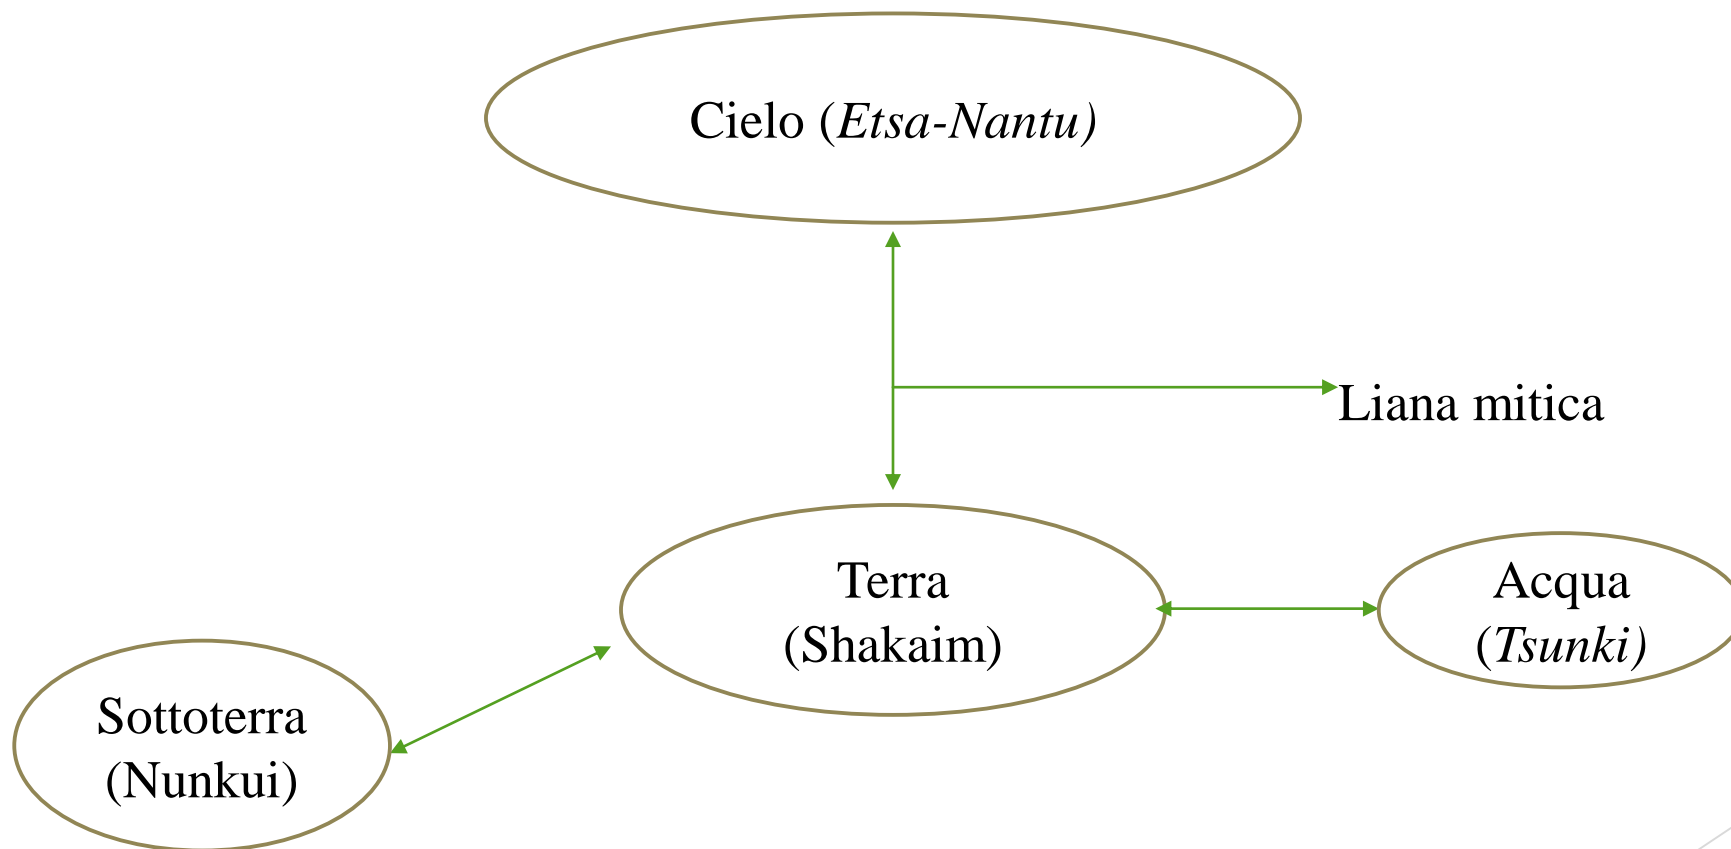 Cielo (Etsa-Nantu)
Liana mitica
Terra
(Shakaim)
Acqua
(Tsunki)
Sottoterra
(Nunkui)